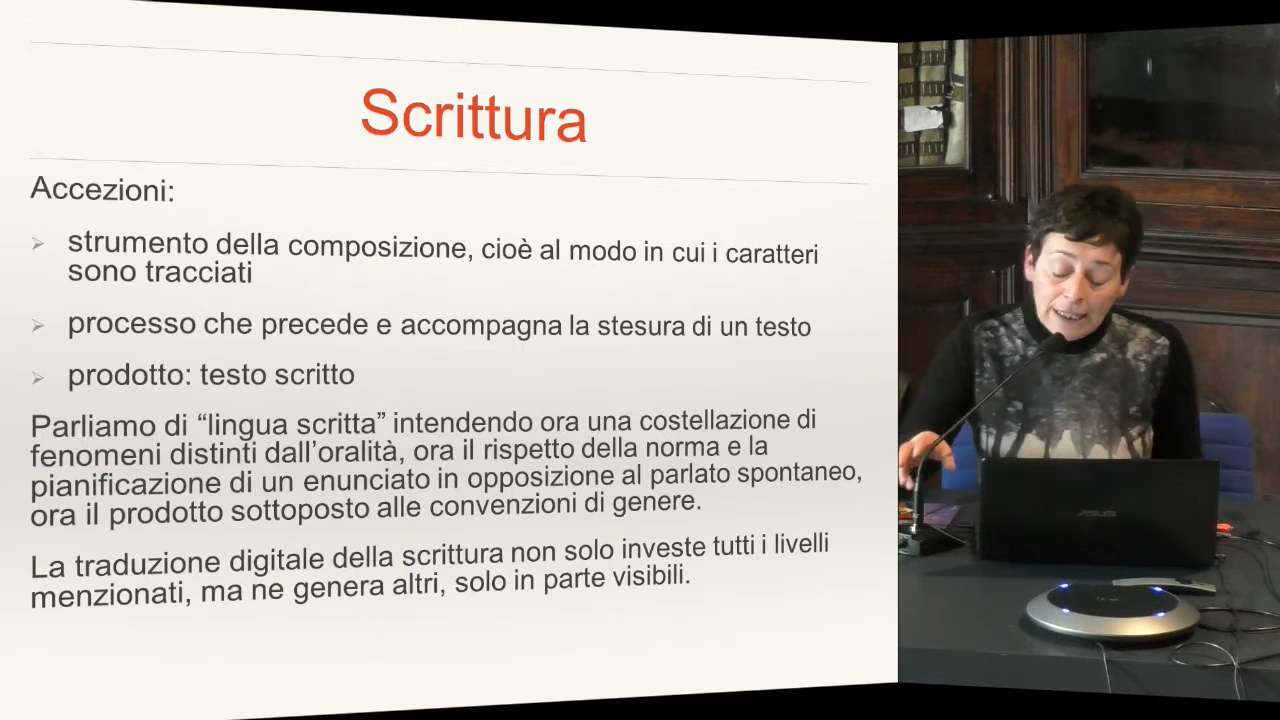 Scrittura
Accezioni:
strumento della composizione, cioè al modo in cui i caratteri
sono tracciati
processo che precede e accompagna la stesura di un testo
prodotto: testo scritto
Parliamo di “lingua scritta” intendendo ora una costellazione di
fenomeni distinti dall’oralità, ora il rispetto della norma e la
pianificazione di un enunciato in opposizione al parlato spontaneo,
ora il prodotto sottoposto alle convenzioni di genere.
La traduzione digitale della scrittura non solo investe tutti i livelli
menzionati, ma ne genera altri, solo in parte visibili.
ASUS